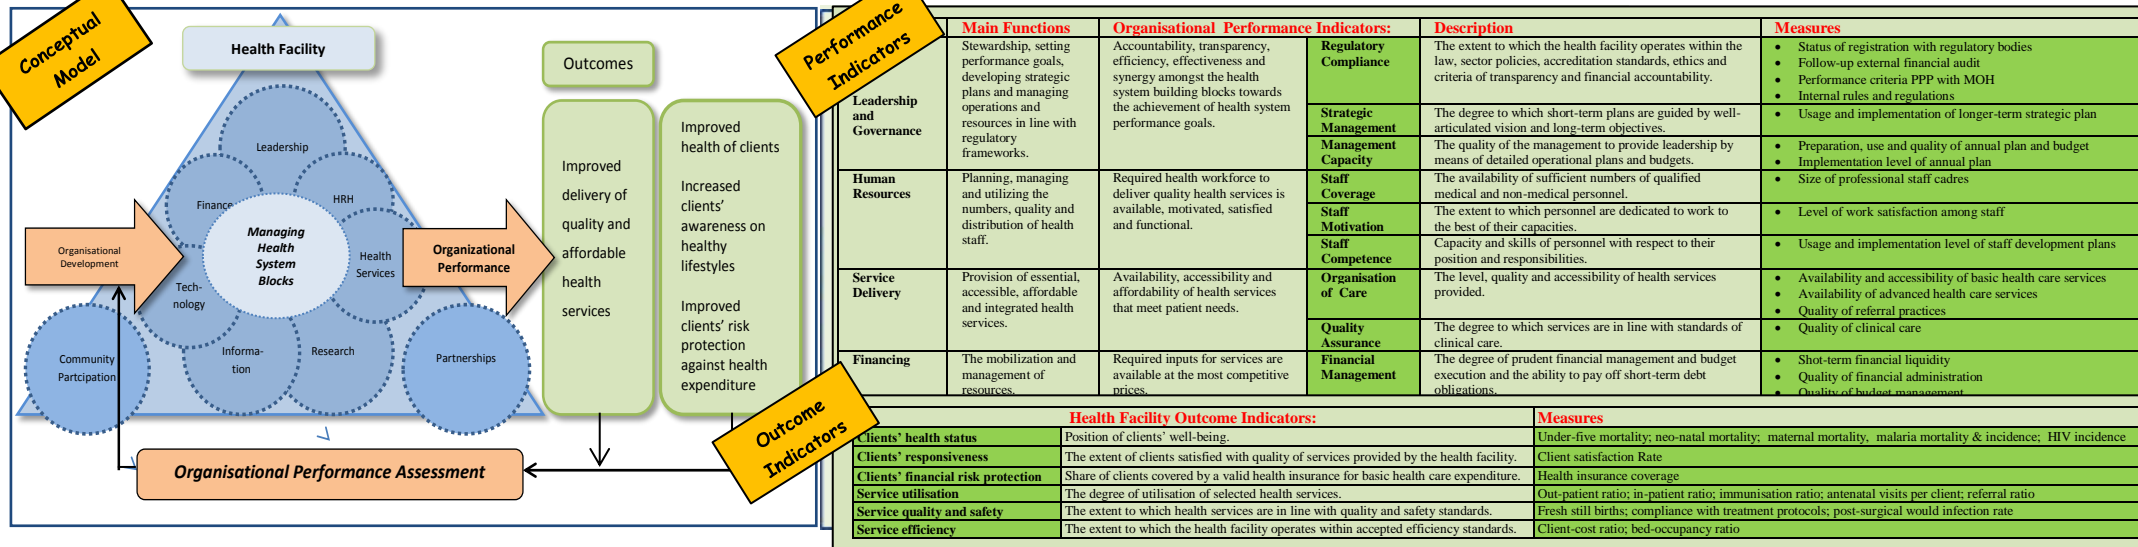 Conceptual
Model
Health Facility
Leadership
Finance
HRH
Managing
Health
System
Blocks
Organisational
Development
Health
Services
Tech-
nology
Informa-
tion
Research
Community
Partcipation
Partnerships
Organizational
Performance
Outcomes
Improved
delivery of
quality and
affordable
health
services
Improved
health of clients
Increased
clients’
awareness on
healthy
lifestyles
Improved
clients’ risk
protection
against health
expenditure
Organisational Performance Assessment
Performance
Indicators
Main Functions
Organisational Performance Indicators:
Description
Measures
Leadership
and
Governance
Stewardship, setting
performance goals,
developing strategic
plans and managing
operations and
resources in line with
regulatory
frameworks.
Accountability, transparency,
efficiency, effectiveness and
synergy amongst the health
system building blocks towards
the achievement of health system
performance goals.
Regulatory
Compliance
The extent to which the health facility operates within the
law, sector policies, accreditation standards, ethics and
criteria of transparency and financial accountability.
• Status of registration with regulatory bodies
• Follow-up external financial audit
• Performance criteria PPP with MOH
• Internal rules and regulations
Strategic
Management
The degree to which short-term plans are guided by well-
articulated vision and long-term objectives.
• Usage and implementation of longer-term strategic plan
Management
Capacity
The quality of the management to provide leadership by
means of detailed operational plans and budgets.
• Preparation, use and quality of annual plan and budget
• Implementation level of annual plan
Human
Resources
Planning, managing
and utilizing the
numbers, quality and
distribution of health
staff.
Required health workforce to
deliver quality health services is
available, motivated, satisfied
and functional.
Staff
Coverage
The availability of sufficient numbers of qualified
medical and non-medical personnel.
• Size of professional staff cadres
Staff
Motivation
The extent to which personnel are dedicated to work to
the best of their capacities.
• Level of work satisfaction among staff
Staff
Competence
Capacity and skills of personnel with respect to their
position and responsibilities.
• Usage and implementation level of staff development plans
Service
Delivery
Provision of essential,
accessible, affordable
and integrated health
services.
Availability, accessibility and
affordability of health services
that meet patient needs.
Organisation
of Care
The level, quality and accessibility of health services
provided.
• Availability and accessibility of basic health care services
• Availability of advanced health care services
• Quality of referral practices
Quality
Assurance
The degree to which services are in line with standards of
clinical care.
• Quality of clinical care
Financing
The mobilization and
management of
resources.
Required inputs for services are
available at the most competitive
prices.
Financial
Management
The degree of prudent financial management and budget
execution and the ability to pay off short-term debt
obligations.
• Shot-term financial liquidity
• Quality of financial administration
• Quality of budget management
Outcome
Indicators
Health Facility Outcome Indicators:
Measures
Clients’ health status
Position of clients’ well-being.
Under-five mortality; neo-natal mortality; maternal mortality, malaria mortality & incidence; HIV incidence
Clients’ responsiveness
The extent of clients satisfied with quality of services provided by the health facility.
Client satisfaction Rate
Clients’ financial risk protection
Share of clients covered by a valid health insurance for basic health care expenditure.
Health insurance coverage
Service utilisation
The degree of utilisation of selected health services.
Out-patient ratio; in-patient ratio; immunisation ratio; antenatal visits per client; referral ratio
Service quality and safety
The extent to which health services are in line with quality and safety standards.
Fresh still births; compliance with treatment protocols; post-surgical would infection rate
Service efficiency
The extent to which the health facility operates within accepted efficiency standards.
Client-cost ratio; bed-occupancy ratio